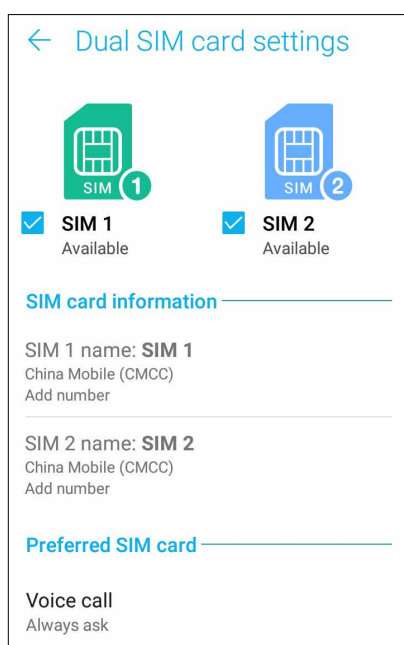 Dual SIM card settings
SIM 1 SIM 2
SIM 1 SIM 2
Available Available
SIM card information
SIM 1 name: SIM 1
China Mobile (CMCC)
Add number
SIM 2 name: SIM 2
China Mobile (CMCC)
Add number
Preferred SIM card
Voice call
Always ask